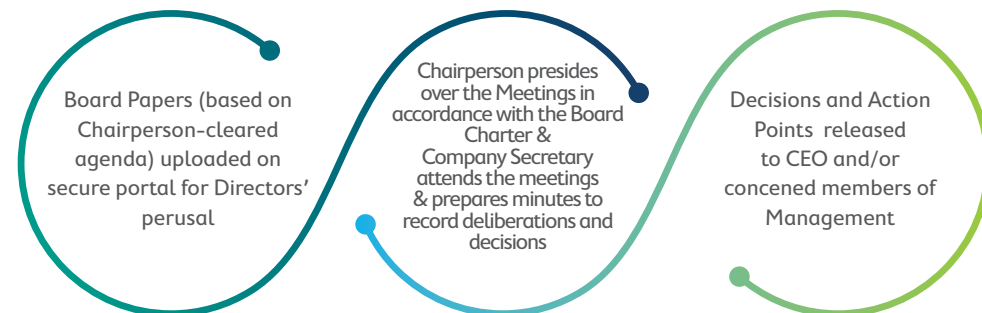 Board Papers (based on
Chairperson-cleared
agenda) uploaded on
secure portal for Directors'
perusal
Chairperson presides
over the Meetings in
accordance with the Board
Charter &
Company Secretary
attends the meetings
& prepares minutes to
record deliberations and
decisions
Decisions and Action
Points released
to CEO and/or
concened members of
Management